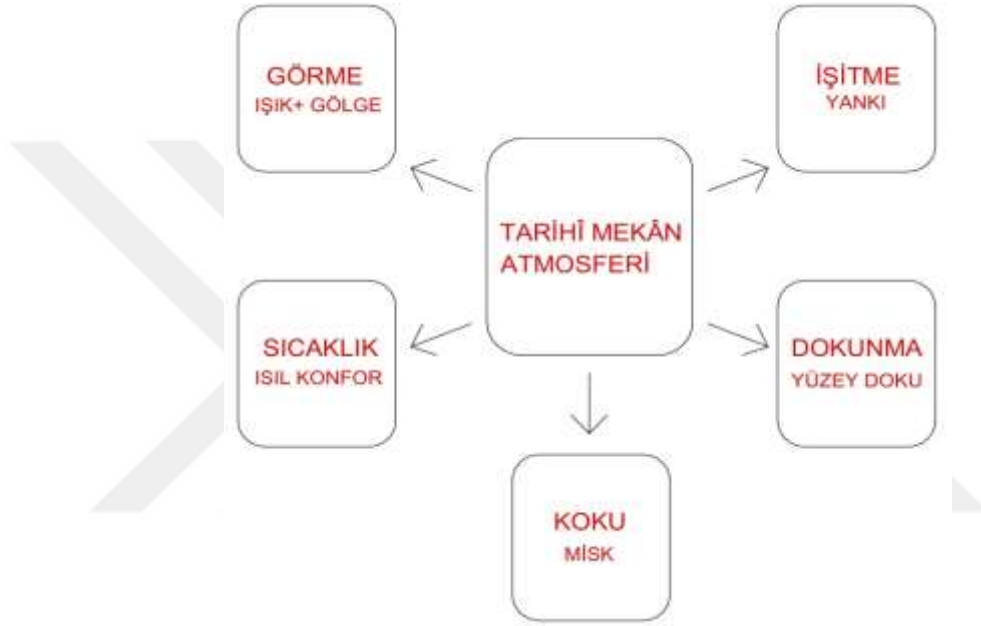 GÖRME
IŞIK+ GÖLGE
İŞİTME
YANKI
TARİHÎ MEKÂN
ATMOSFERİ
SICAKLIK
ISIL KONFOR
DOKUNMA
YÜZEY DOKU
KOKU
MİSK